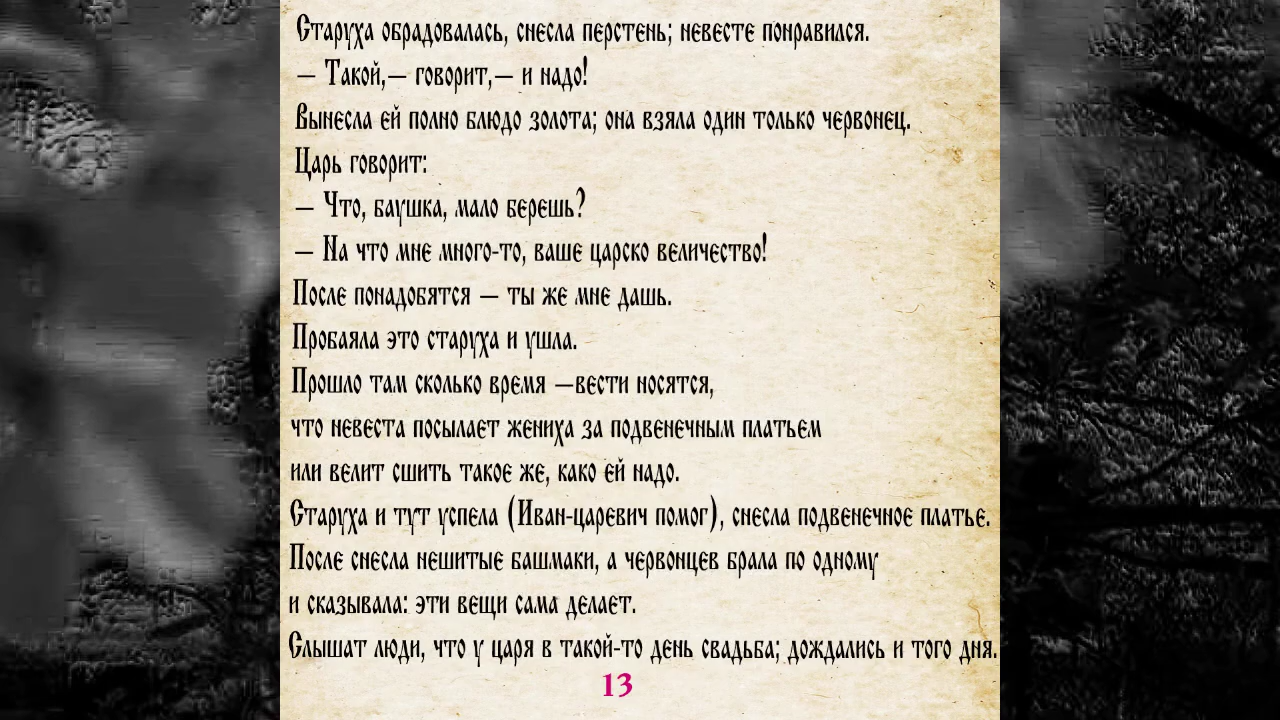 Старуха обрадовалась, снесла перстень; невесте понравился.
— Такой,— говорит,— и надо!
Вынесла ей полно блюдо золота; она взяла один только червонец.
Царь говорит:
— Что, баушка, мало берешь?
— На что мне много-то, ваше царско величество!
После понадобятся — ты же мне дашь.
Пробаяла это старуха и ушла.
Прошло там сколько время —вести носятся,
что невеста посылает жениха за подвенечным платьем
или велит сшить такое же, како ей надо.
Старуха и тут успела (Иван-царевич помог), снесла подвенечное платье.
После снесла нешитые башмаки, а червонцев брала по одному
и сказывала: эти вещи сама делает.
Слышат люди, что у царя в такой-то день свадьба; дождались и того дня.
13